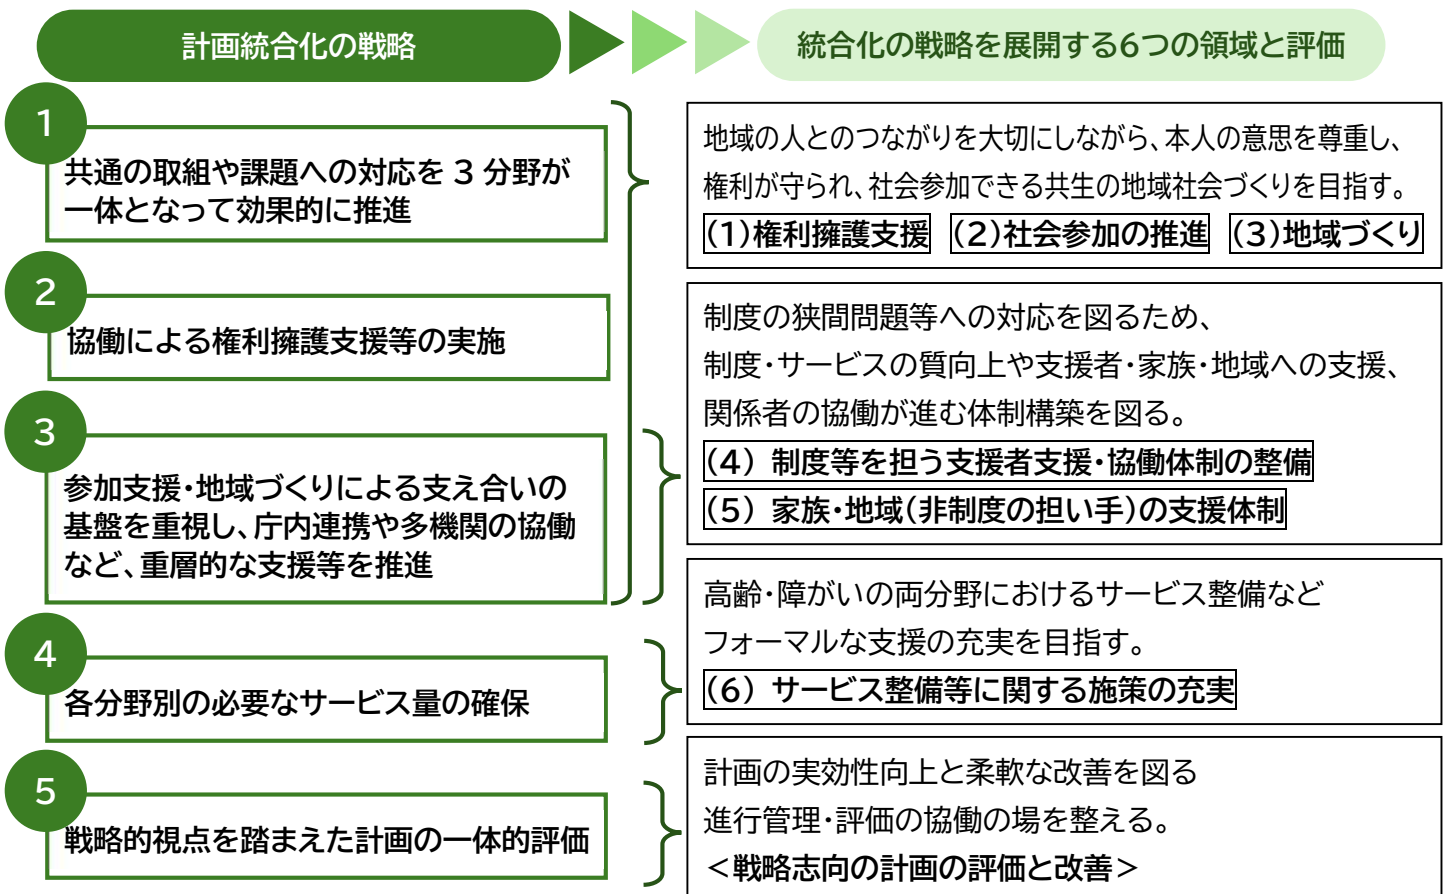 計画統合化の戦略
統合化の戦略を展開する6つの領域と評価
1
共通の取組や課題への対応を 3 分野が
一体となって効果的に推進
2
協働による権利擁護支援等の実施
3
参加支援・地域づくりによる支え合いの
基盤を重視し、庁内連携や多機関の協働
など、重層的な支援等を推進
4
各分野別の必要なサービス量の確保
5
戦略的視点を踏まえた計画の一体的評価
地域の人とのつながりを大切にしながら、本人の意思を尊重し、
権利が守られ、社会参加できる共生の地域社会づくりを目指す。
(1)権利擁護支援 (2)社会参加の推進 (3)地域づくり
制度の狭間問題等への対応を図るため、
制度・サービスの質向上や支援者・家族・地域への支援、
関係者の協働が進む体制構築を図る。
(4) 制度等を担う支援者支援・協働体制の整備
(5) 家族・地域(非制度の担い手)の支援体制
高齢・障がいの両分野におけるサービス整備など
フォーマルな支援の充実を目指す。
(6) サービス整備等に関する施策の充実
計画の実効性向上と柔軟な改善を図る
進行管理・評価の協働の場を整える。
<戦略志向の計画の評価と改善>